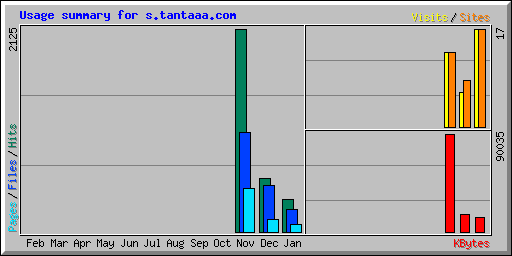 Usage summary for s.tantaaa.com
Visits / Sites
2125
17
Pages / Files / Hits
90035
Feb Mar Apr May Jun Jul Aug Sep Oct Nov Dec Jan
KBytes